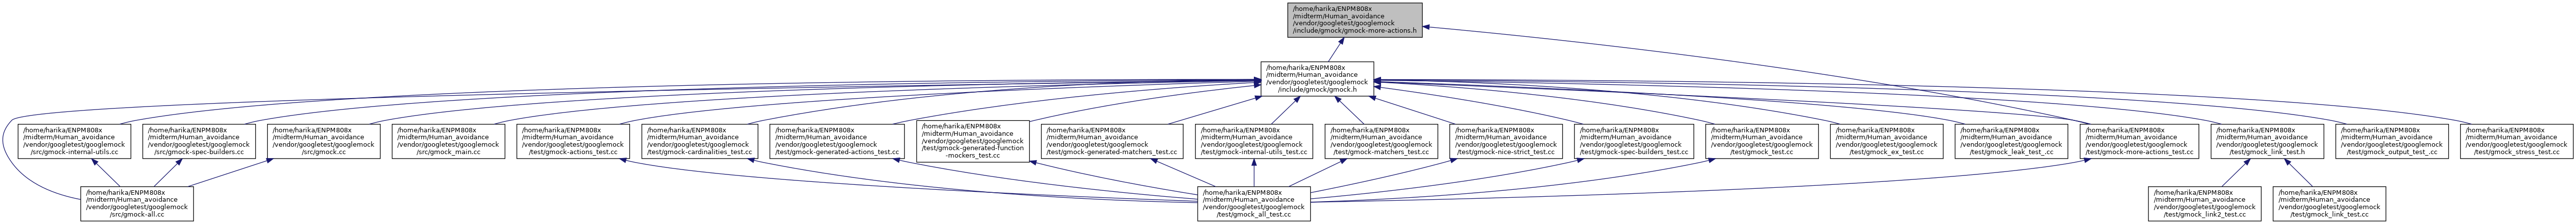 /home/harika/ENPM808x
/midterm/Human_avoidance
/vendor/googletest/googlemock
/include/gmock/gmock-more-actions.h
/home/harika/ENPM808x
/midterm/Human_avoidance
/vendor/googletest/googlemock
/include/gmock/gmock.h
/home/harika/ENPM808x
/midterm/Human_avoidance
/vendor/googletest/googlemock
/src/gmock-internal-utils.cc
/home/harika/ENPM808x
/midterm/Human_avoidance
/vendor/googletest/googlemock
/src/gmock-spec-builders.cc
/home/harika/ENPM808x
/midterm/Human_avoidance
/vendor/googletest/googlemock
/src/gmock.cc
/home/harika/ENPM808x
/midterm/Human_avoidance
/vendor/googletest/googlemock
/src/gmock_main.cc
/home/harika/ENPM808x
/midterm/Human_avoidance
/vendor/googletest/googlemock
/test/gmock-actions_test.cc
/home/harika/ENPM808x
/midterm/Human_avoidance
/vendor/googletest/googlemock
/test/gmock-cardinalities_test.cc
/home/harika/ENPM808x
/midterm/Human_avoidance
/vendor/googletest/googlemock
/test/gmock-generated-actions_test.cc
/home/harika/ENPM808x
/midterm/Human_avoidance
/vendor/googletest/googlemock
/test/gmock-generated-function
-mockers_test.cc
/home/harika/ENPM808x
/midterm/Human_avoidance
/vendor/googletest/googlemock
/test/gmock-generated-matchers_test.cc
/home/harika/ENPM808x
/midterm/Human_avoidance
/vendor/googletest/googlemock
/test/gmock-internal-utils_test.cc
/home/harika/ENPM808x
/midterm/Human_avoidance
/vendor/googletest/googlemock
/test/gmock-matchers_test.cc
/home/harika/ENPM808x
/midterm/Human_avoidance
/vendor/googletest/googlemock
/test/gmock-nice-strict_test.cc
/home/harika/ENPM808x
/midterm/Human_avoidance
/vendor/googletest/googlemock
/test/gmock-spec-builders_test.cc
/home/harika/ENPM808x
/midterm/Human_avoidance
/vendor/googletest/googlemock
/test/gmock_test.cc
/home/harika/ENPM808x
/midterm/Human_avoidance
/vendor/googletest/googlemock
/test/gmock_ex_test.cc
/home/harika/ENPM808x
/midterm/Human_avoidance
/vendor/googletest/googlemock
/test/gmock_leak_test_.cc
/home/harika/ENPM808x
/midterm/Human_avoidance
/vendor/googletest/googlemock
/test/gmock-more-actions_test.cc
/home/harika/ENPM808x
/midterm/Human_avoidance
/vendor/googletest/googlemock
/test/gmock_link_test.h
/home/harika/ENPM808x
/midterm/Human_avoidance
/vendor/googletest/googlemock
/test/gmock_output_test_.cc
/home/harika/ENPM808x
/midterm/Human_avoidance
/vendor/googletest/googlemock
/test/gmock_stress_test.cc
/home/harika/ENPM808x
/midterm/Human_avoidance
/vendor/googletest/googlemock
/src/gmock-all.cc
/home/harika/ENPM808x
/midterm/Human_avoidance
/vendor/googletest/googlemock
/test/gmock_all_test.cc
/home/harika/ENPM808x
/midterm/Human_avoidance
/vendor/googletest/googlemock
/test/gmock_link2_test.cc
/home/harika/ENPM808x
/midterm/Human_avoidance
/vendor/googletest/googlemock
/test/gmock_link_test.cc